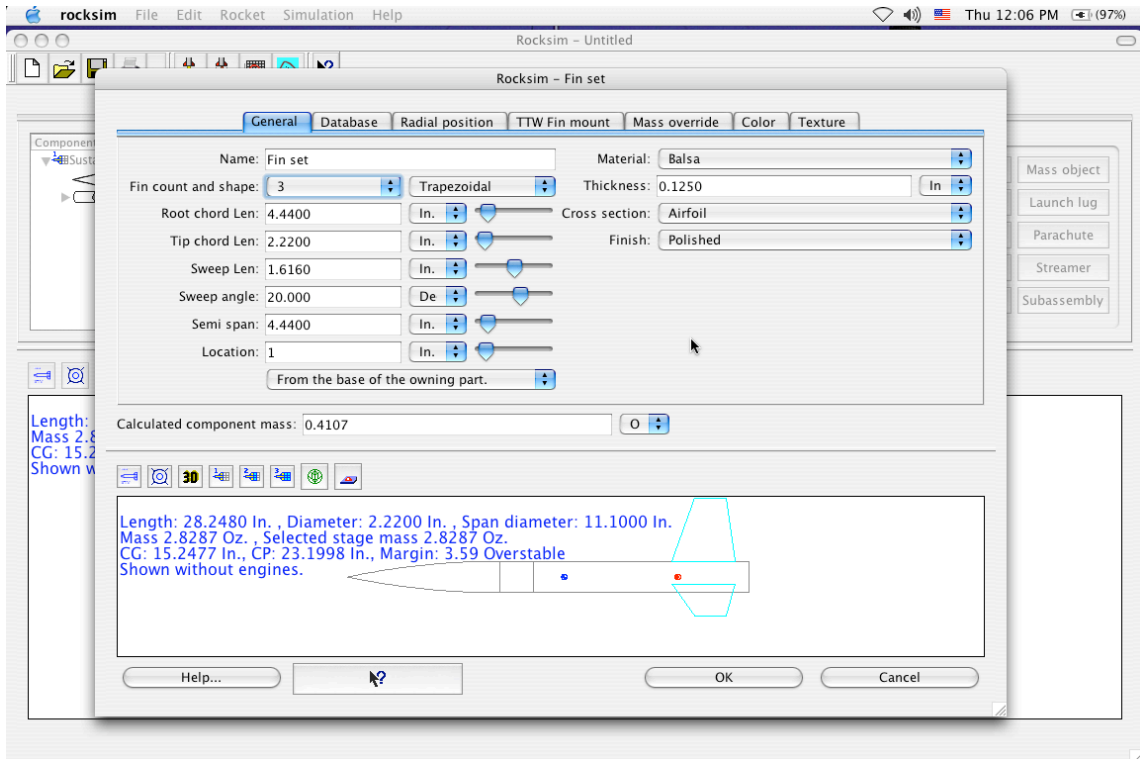 rocksim File Edit Rocket Simulation Help Thu 12:06 PM (97%)
Rocksim – Untitled
Rocksim – Fin set
General Database Radial position TTW Fin mount Mass override Color Texture
Component
Susta
Name: Fin set
Fin count and shape: 3 Trapezoidal
Root chord Len: 4.4400 In.
Tip chord Len: 2.2200 In.
Sweep Len: 1.6160 In.
Sweep angle: 20.000 De
Semi span: 4.4400 In.
Location: 1 In.
From the base of the owning part.
Material: Balsa
Thickness: 0.1250 In
Cross section: Airfoil
Finish: Polished
Mass object
Launch lug
Parachute
Streamer
Subassembly
Calculated component mass: 0.4107 O
Length:
Mass 2.8
CG: 15.2
Shown w
3D 1 2 3
Length: 28.2480 In. , Diameter: 2.2200 In. , Span diameter: 11.1000 In.
Mass 2.8287 Oz. , Selected stage mass 2.8287 Oz.
CG: 15.2477 In., CP: 23.1998 In., Margin: 3.59 Overstable
Shown without engines.
Help... ? OK Cancel